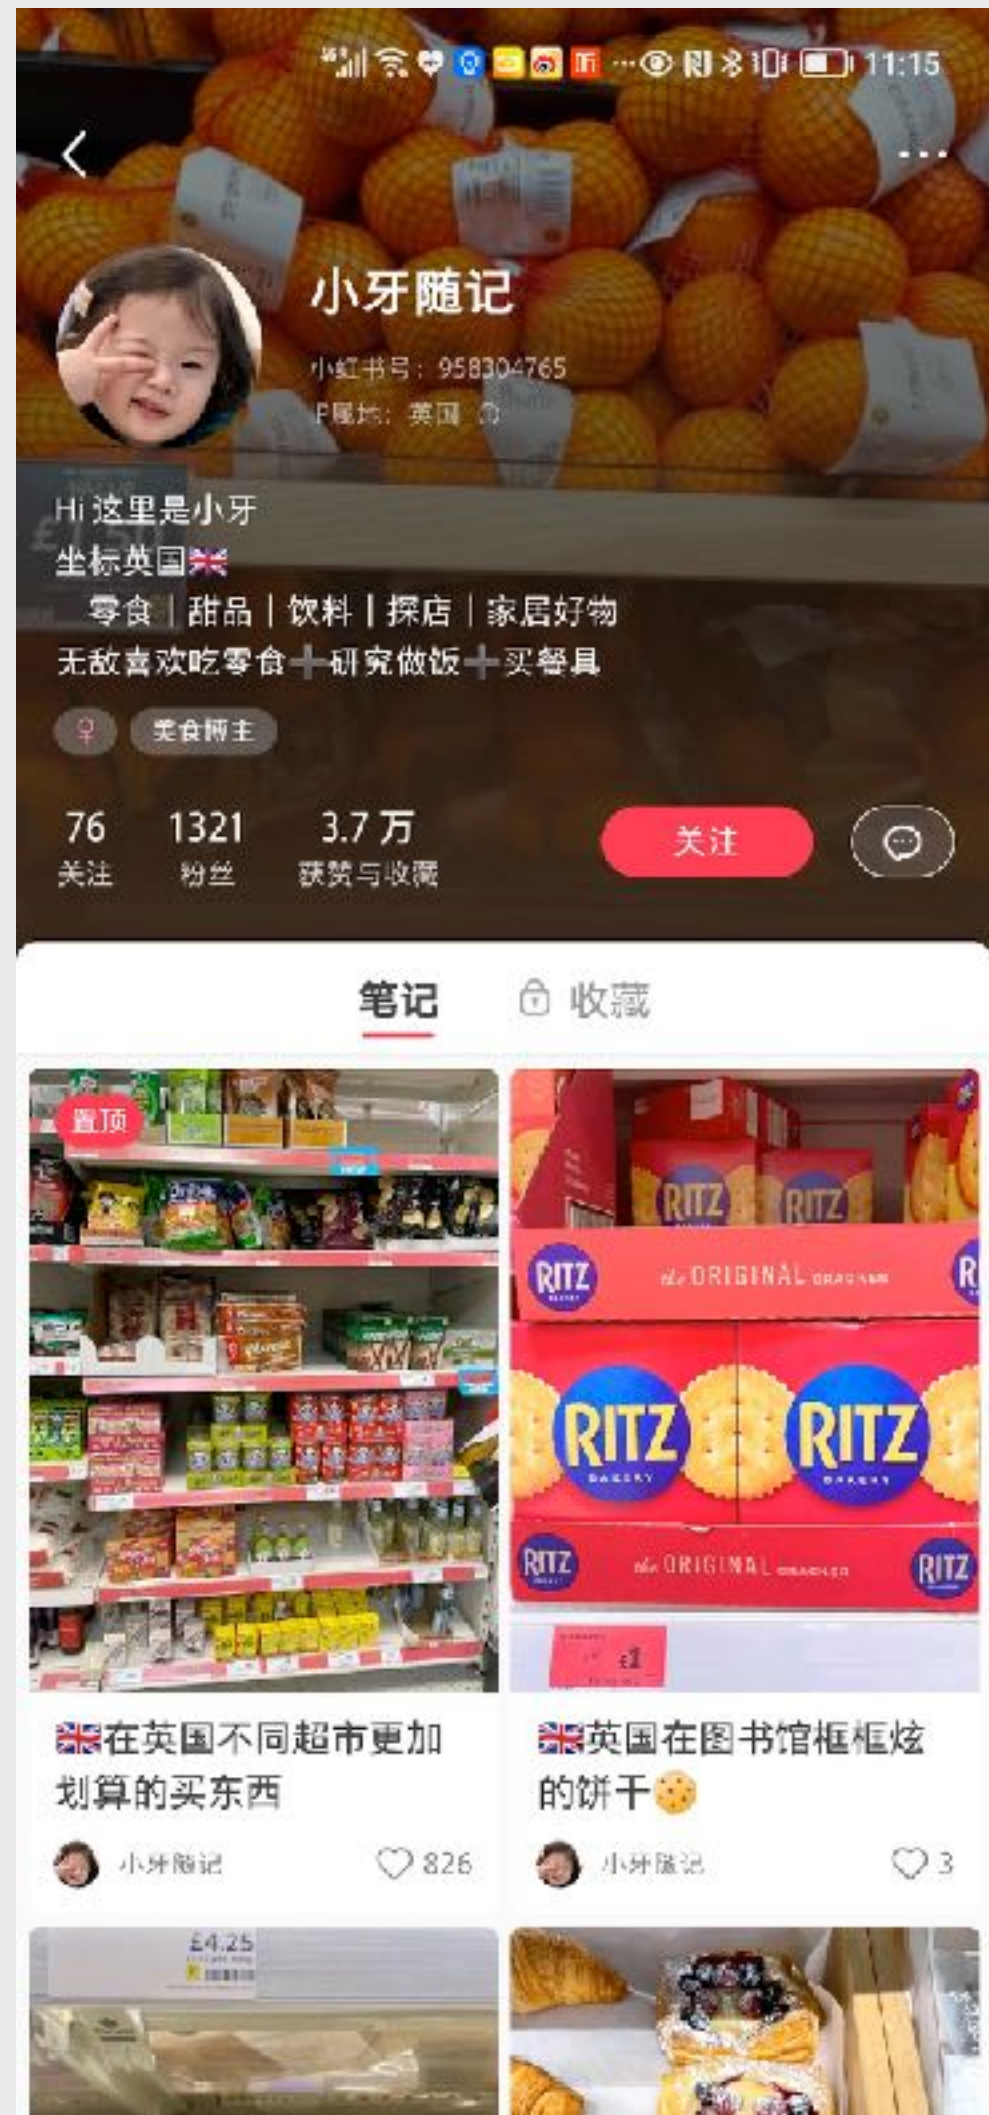 11:15
小牙随记
小红书号：958304765
IP属地：英国
Hi 这里是小牙
坐标英国🇬🇧
零食｜甜品｜饮料｜探店｜家居好物
无敌喜欢吃零食➕研究做饭➕买餐具
♀ 美食博主
76 1321 3.7 万
关注 粉丝 获赞与收藏
关注
笔记 收藏
置顶
RITZ RITZ
RITZ the ORIGINAL CRACKER R
RITZ RITZ
BAKERY BAKERY
RITZ the ORIGINAL CRACKER RITZ
£1
🇬🇧在英国不同超市更加
划算的买东西
小牙随记 826
🇬🇧英国在图书馆框框炫
的饼干🍪
小牙随记 3
£4.25